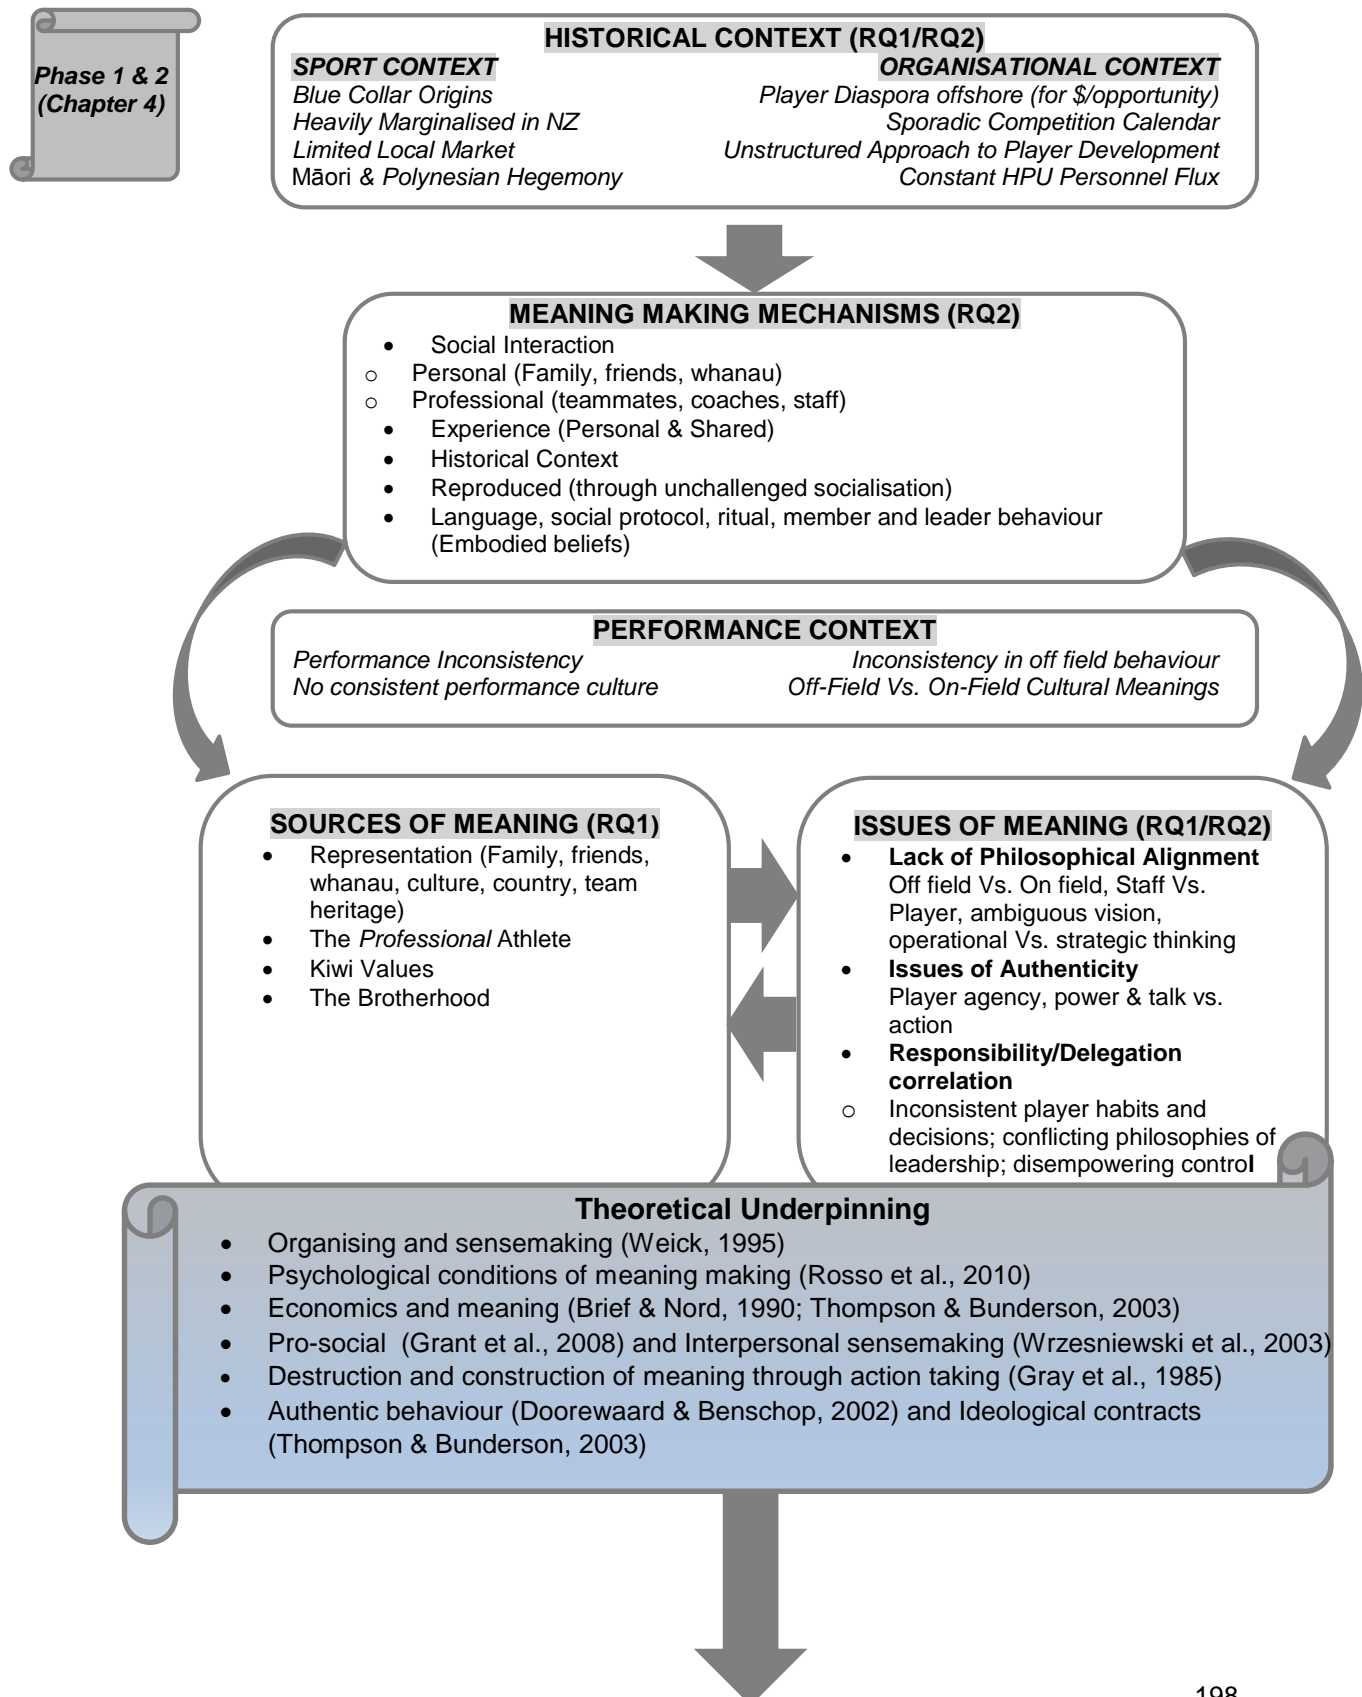 Phase 1 & 2
(Chapter 4)
HISTORICAL CONTEXT (RQ1/RQ2)
SPORT CONTEXT ORGANISATIONAL CONTEXT
Blue Collar Origins Player Diaspora offshore (for $/opportunity)
Heavily Marginalised in NZ Sporadic Competition Calendar
Limited Local Market Unstructured Approach to Player Development
Māori & Polynesian Hegemony Constant HPU Personnel Flux
MEANING MAKING MECHANISMS (RQ2)
• Social Interaction
o Personal (Family, friends, whanau)
o Professional (teammates, coaches, staff)
• Experience (Personal & Shared)
• Historical Context
• Reproduced (through unchallenged socialisation)
• Language, social protocol, ritual, member and leader behaviour
(Embodied beliefs)
PERFORMANCE CONTEXT
Performance Inconsistency Inconsistency in off field behaviour
No consistent performance culture Off-Field Vs. On-Field Cultural Meanings
SOURCES OF MEANING (RQ1)
• Representation (Family, friends,
whanau, culture, country, team
heritage)
• The Professional Athlete
• Kiwi Values
• The Brotherhood
ISSUES OF MEANING (RQ1/RQ2)
• Lack of Philosophical Alignment
Off field Vs. On field, Staff Vs.
Player, ambiguous vision,
operational Vs. strategic thinking
• Issues of Authenticity
Player agency, power & talk vs.
action
• Responsibility/Delegation
correlation
o Inconsistent player habits and
decisions; conflicting philosophies of
leadership; disempowering control
Theoretical Underpinning
• Organising and sensemaking (Weick, 1995)
• Psychological conditions of meaning making (Rosso et al., 2010)
• Economics and meaning (Brief & Nord, 1990; Thompson & Bunderson, 2003)
• Pro-social (Grant et al., 2008) and Interpersonal sensemaking (Wrzesniewski et al., 2003)
• Destruction and construction of meaning through action taking (Gray et al., 1985)
• Authentic behaviour (Doorewaard & Benschop, 2002) and Ideological contracts
(Thompson & Bunderson, 2003)
198